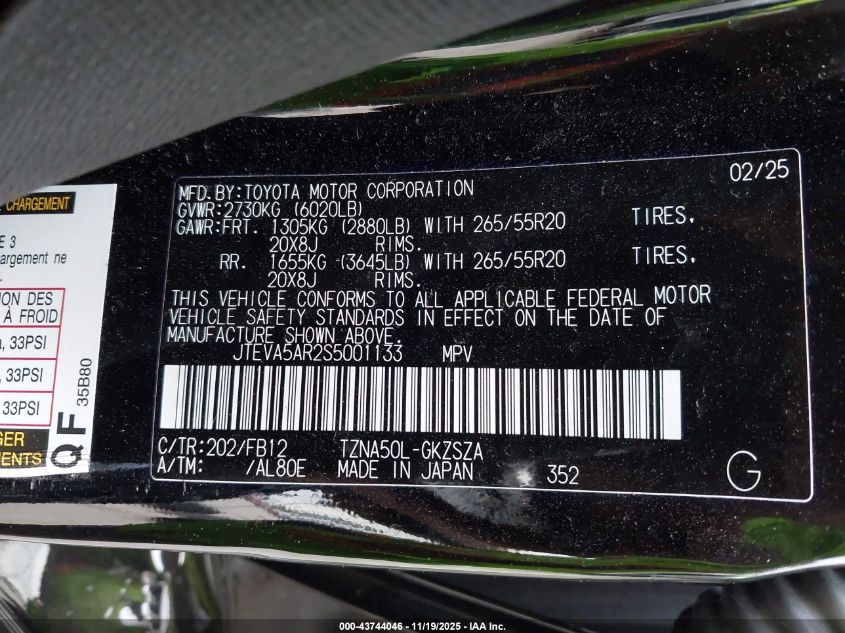 CHARGEMENT
E 3
argement ne
ION DES
À FROID
, 33PSI
, 33PSI
33PSI
GER
MENTS
QF
35B80
02/25
MFD.BY:TOYOTA MOTOR CORPORATION
GVWR:2730KG (6020LB)
GAWR:FRT. 1305KG (2880LB) WITH 265/55R20 TIRES.
20X8J RIMS.
RR. 1655KG (3645LB) WITH 265/55R20 TIRES.
20X8J RIMS.
THIS VEHICLE CONFORMS TO ALL APPLICABLE FEDERAL MOTOR
VEHICLE SAFETY STANDARDS IN EFFECT ON THE DATE OF
MANUFACTURE SHOWN ABOVE.
JTEVA5AR2S5001133 MPV
C/TR:202/FB12 TZNA50L-GKZSZA
A/TM: /AL80E MADE IN JAPAN 352
G
000-43744046 - 11/19/2025 - IAA Inc.